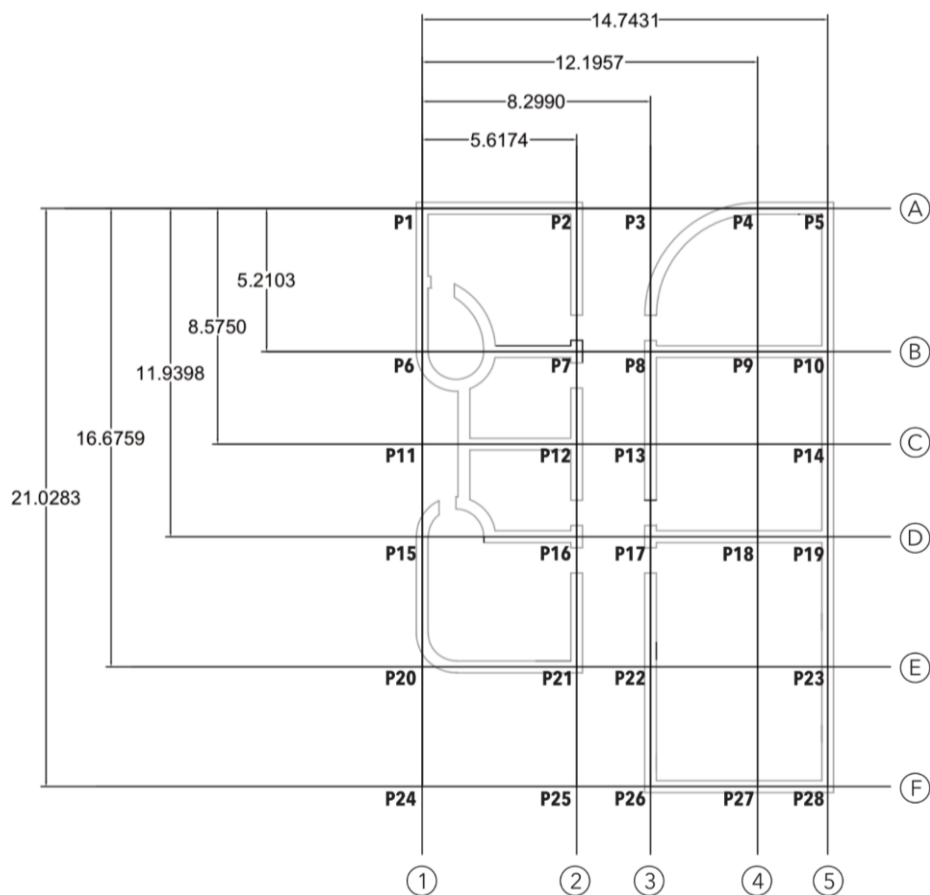 14.7431
12.1957
8.2990
5.6174
P1 P2 P3 P4 P5 A
5.2103
8.5750
P6 P7 P8 P9 P10 B
11.9398
16.6759
P11 P12 P13 P14 C
21.0283
P15 P16 P17 P18 P19 D
P20 P21 P22 P23 E
P24 P25 P26 P27 P28 F
1 2 3 4 5